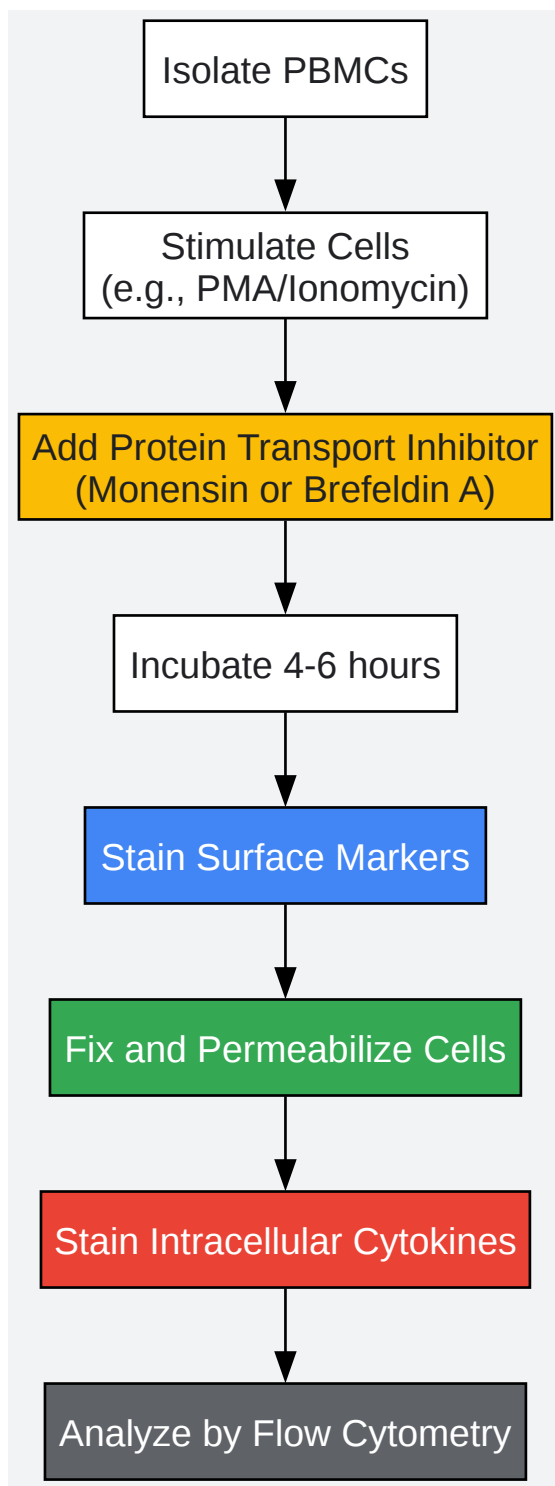 Isolate PBMCs
Stimulate Cells
(e.g., PMA/Ionomycin)
Add Protein Transport Inhibitor
(Monensin or Brefeldin A)
Incubate 4-6 hours
Stain Surface Markers
Fix and Permeabilize Cells
Stain Intracellular Cytokines
Analyze by Flow Cytometry